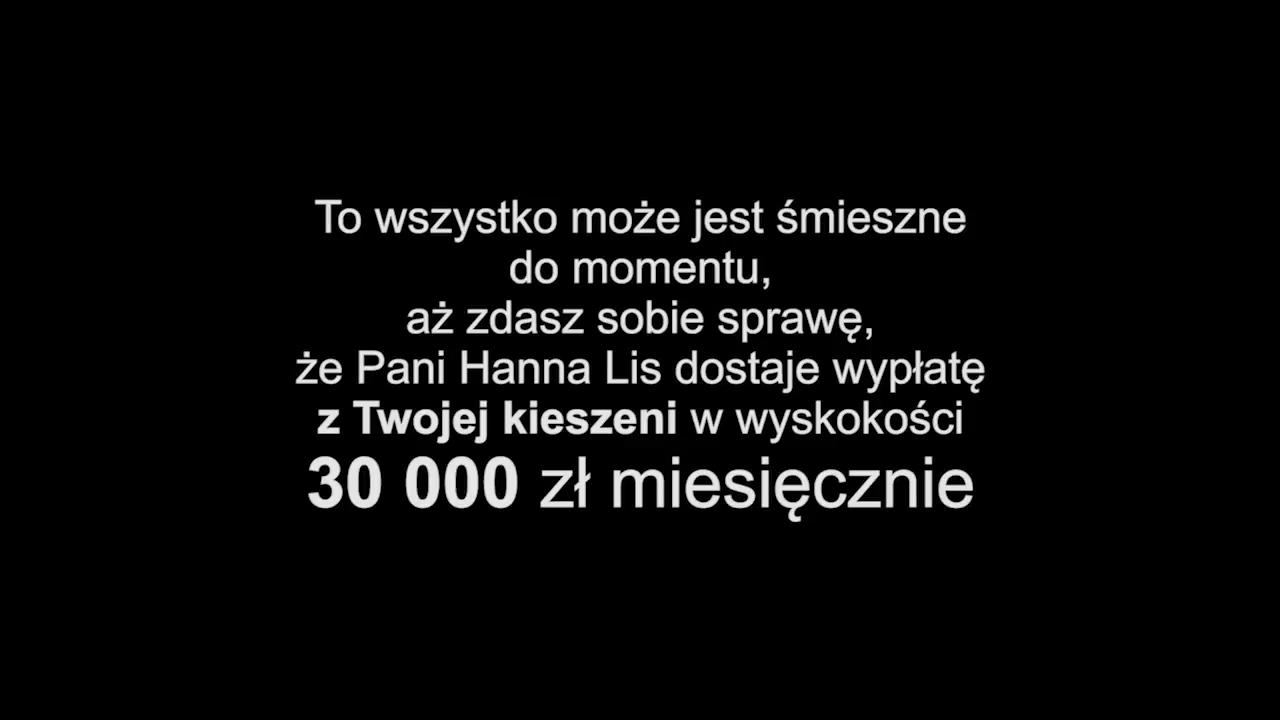 To wszystko może jest śmieszne
do momentu,
aż zdasz sobie sprawę,
że Pani Hanna Lis dostaje wypłatę
z Twojej kieszeni w wyskokości
30 000 zł miesięcznie